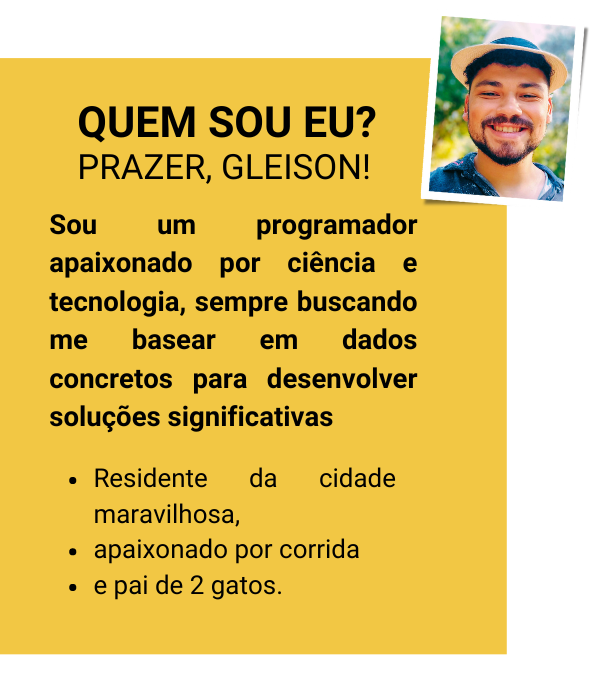 QUEM SOU EU?
PRAZER, GLEISON!
Sou um programador
apaixonado por ciência e
tecnologia, sempre buscando
me basear em dados
concretos para desenvolver
soluções significativas
• Residente da cidade
maravilhosa,
• apaixonado por corrida
• e pai de 2 gatos.